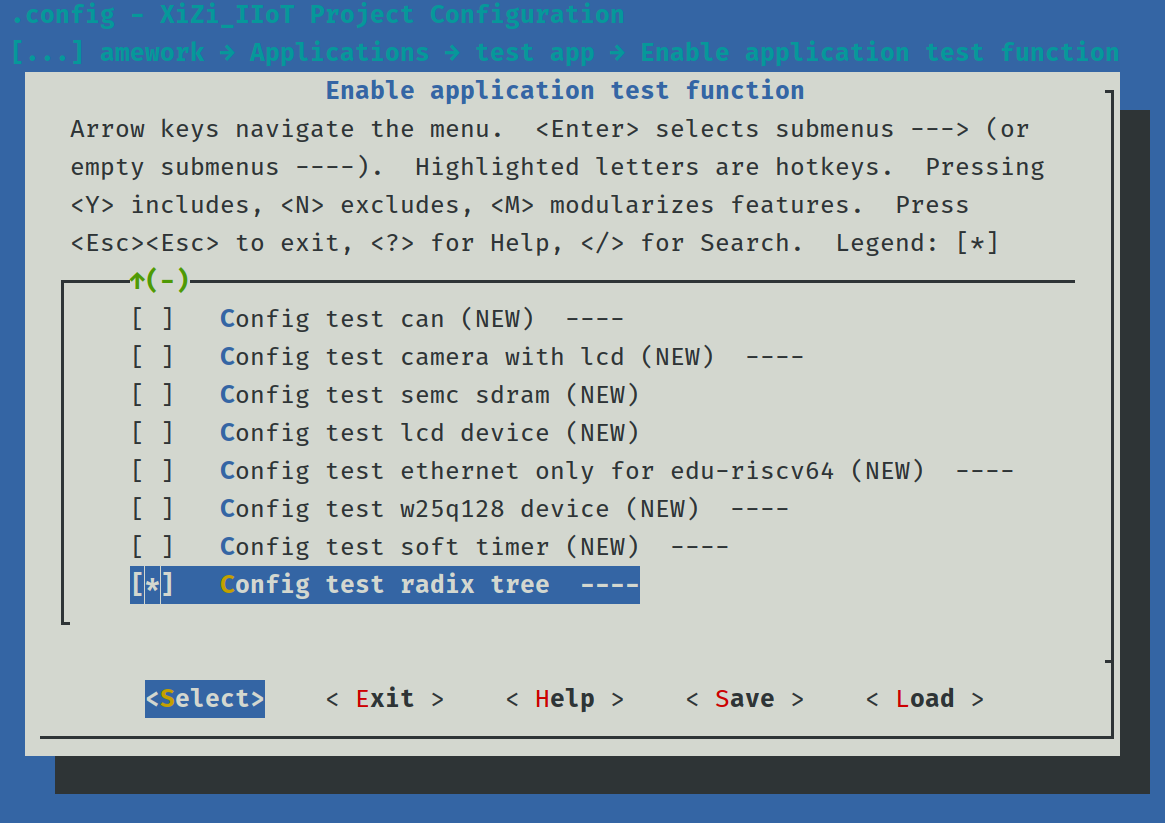 .config - XiZi_IIoT Project Configuration
[...] amework → Applications → test app → Enable application test function
Enable application test function
Arrow keys navigate the menu.  <Enter> selects submenus ---> (or
empty submenus ----).  Highlighted letters are hotkeys.  Pressing
<Y> includes, <N> excludes, <M> modularizes features.  Press
<Esc><Esc> to exit, <?> for Help, </> for Search.  Legend: [*]
↑(-)
[ ]   Config test can (NEW)  ----
[ ]   Config test camera with lcd (NEW)  ----
[ ]   Config test semc sdram (NEW)
[ ]   Config test lcd device (NEW)
[ ]   Config test ethernet only for edu-riscv64 (NEW)  ----
[ ]   Config test w25q128 device (NEW)  ----
[ ]   Config test soft timer (NEW)  ----
[*]   Config test radix tree  ----
<Select>    < Exit >    < Help >    < Save >    < Load >